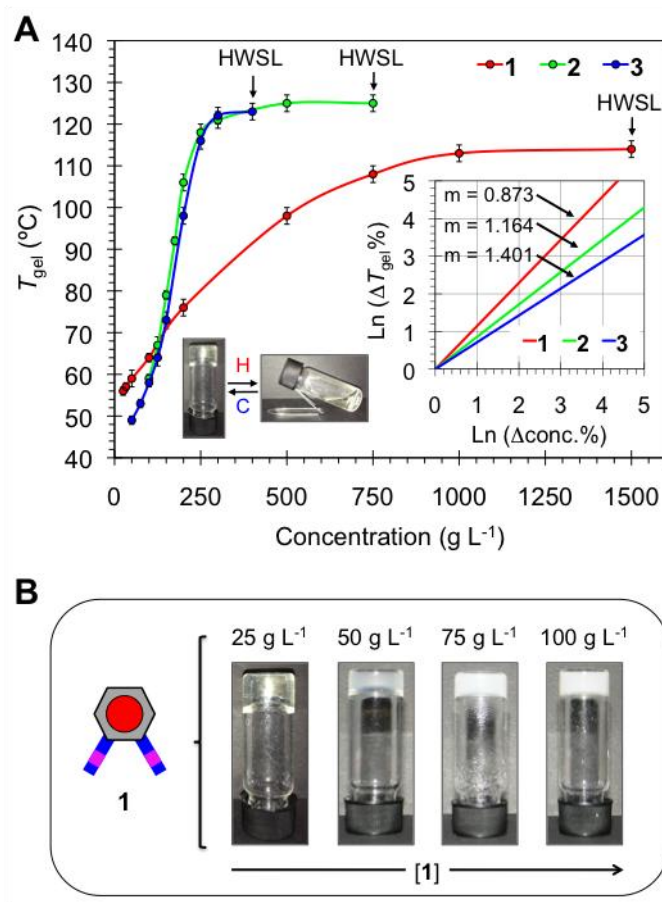 A
HWSL HWSL 1 2 3
HWSL
140
130
120
110
100
90
80
70
60
50
40
T_gel (ºC)
0 250 500 750 1000 1250 1500
Concentration (g L⁻¹)
H
C
5
4
3
2
1
0
Ln (ΔT_gel%)
m = 0.873
m = 1.164
m = 1.401
1 2 3
0 1 2 3 4 5
Ln (Δconc.%)
B
25 g L⁻¹ 50 g L⁻¹ 75 g L⁻¹ 100 g L⁻¹
1
[1]